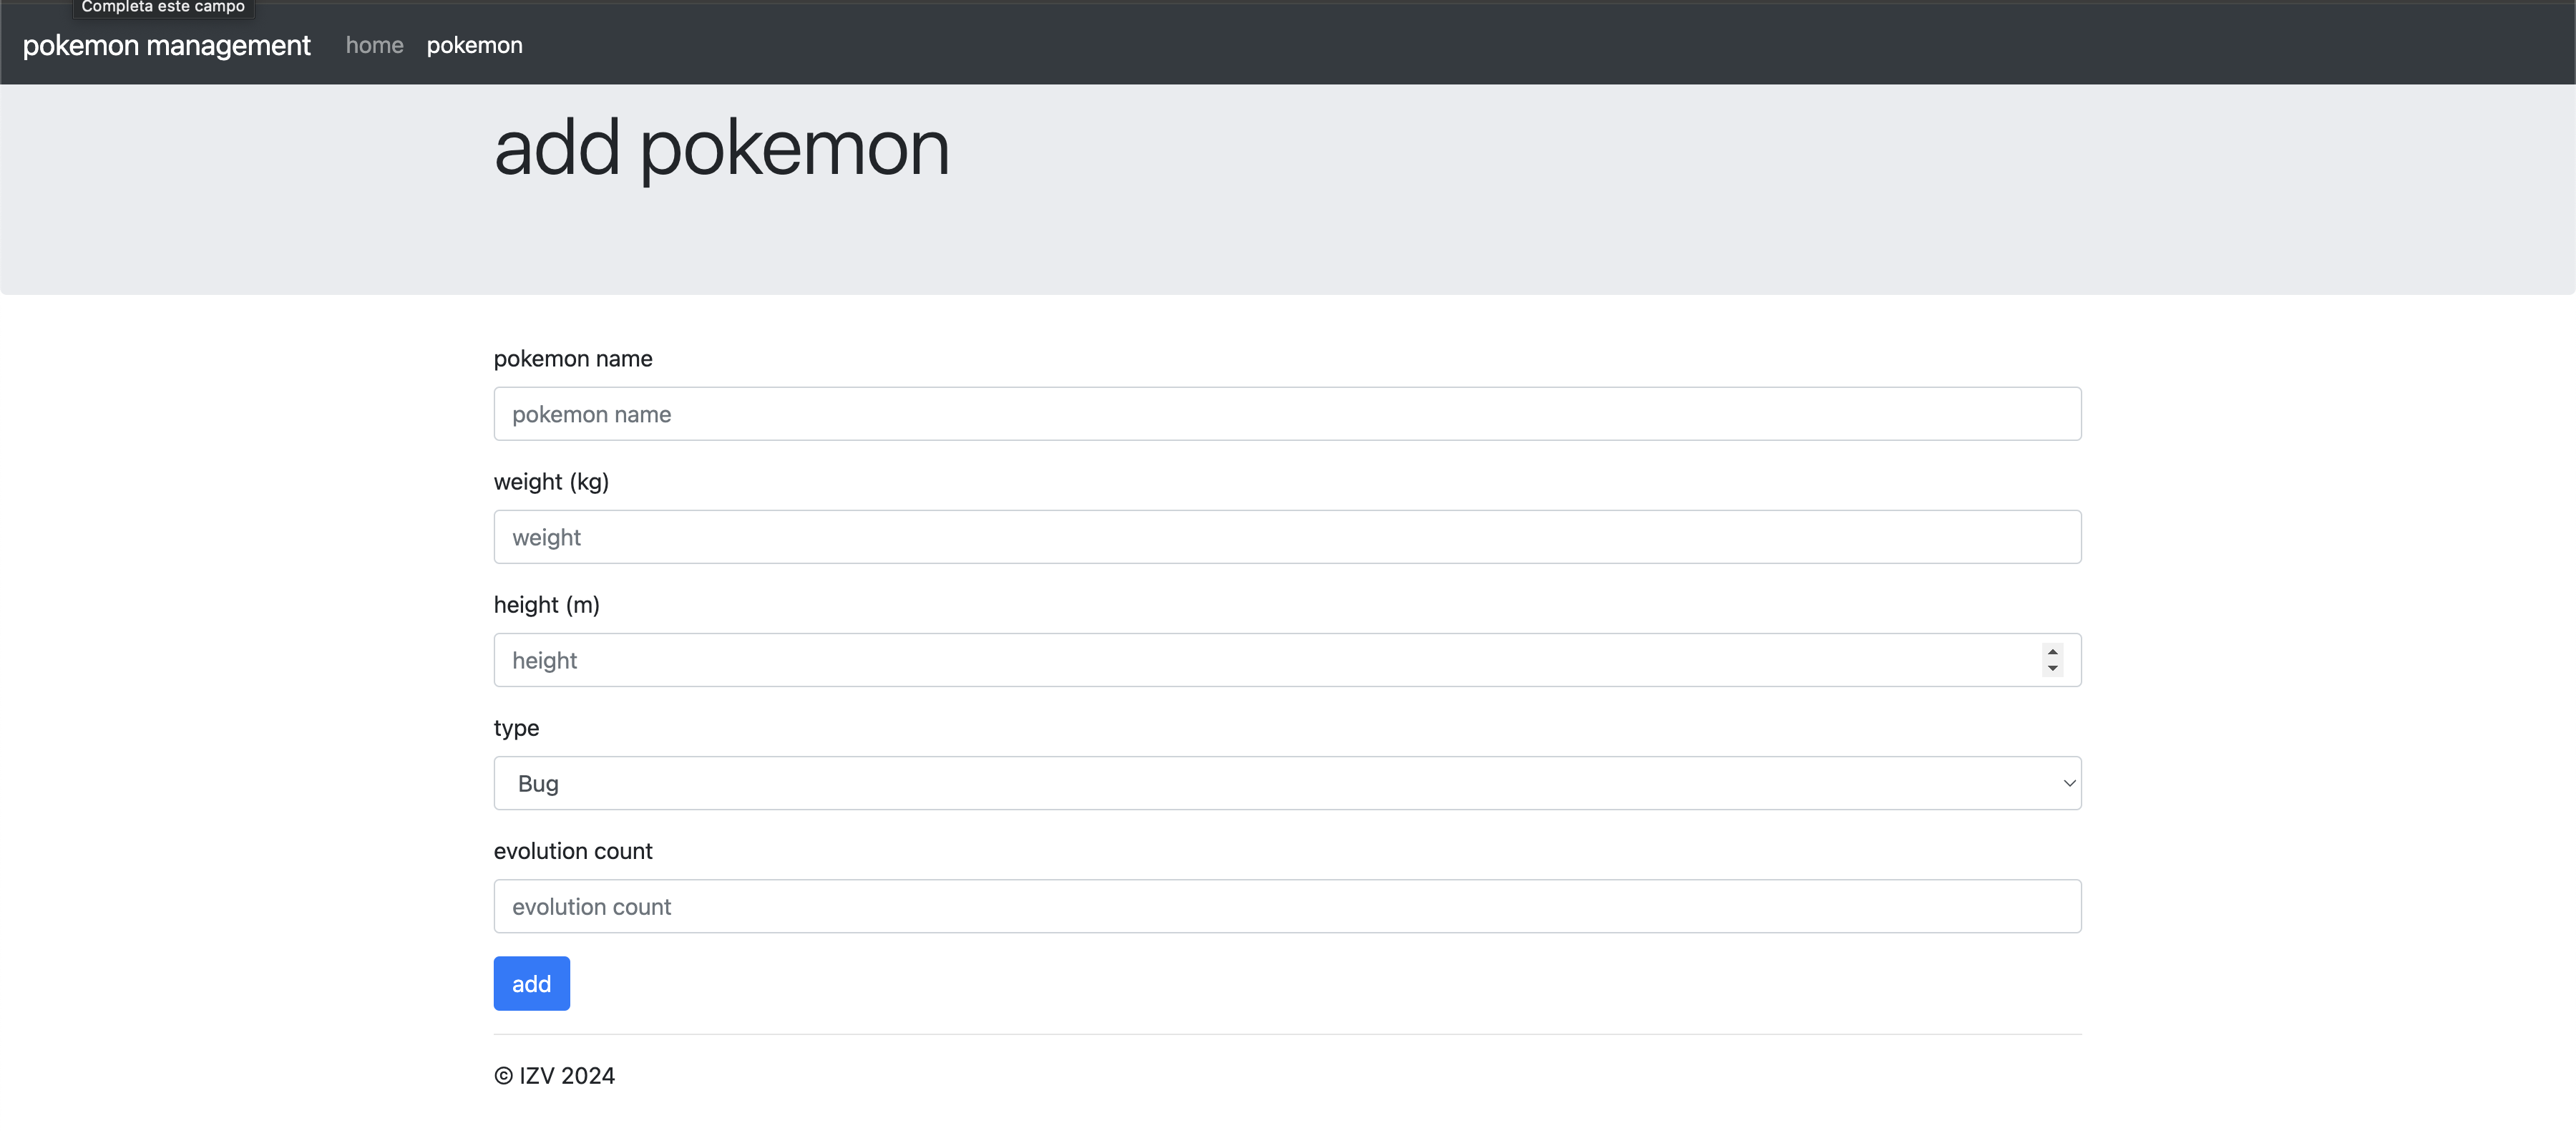 Completa este campo
pokemon management home pokemon
add pokemon
pokemon name
pokemon name
weight (kg)
weight
height (m)
height
type
Bug
evolution count
evolution count
add
© IZV 2024